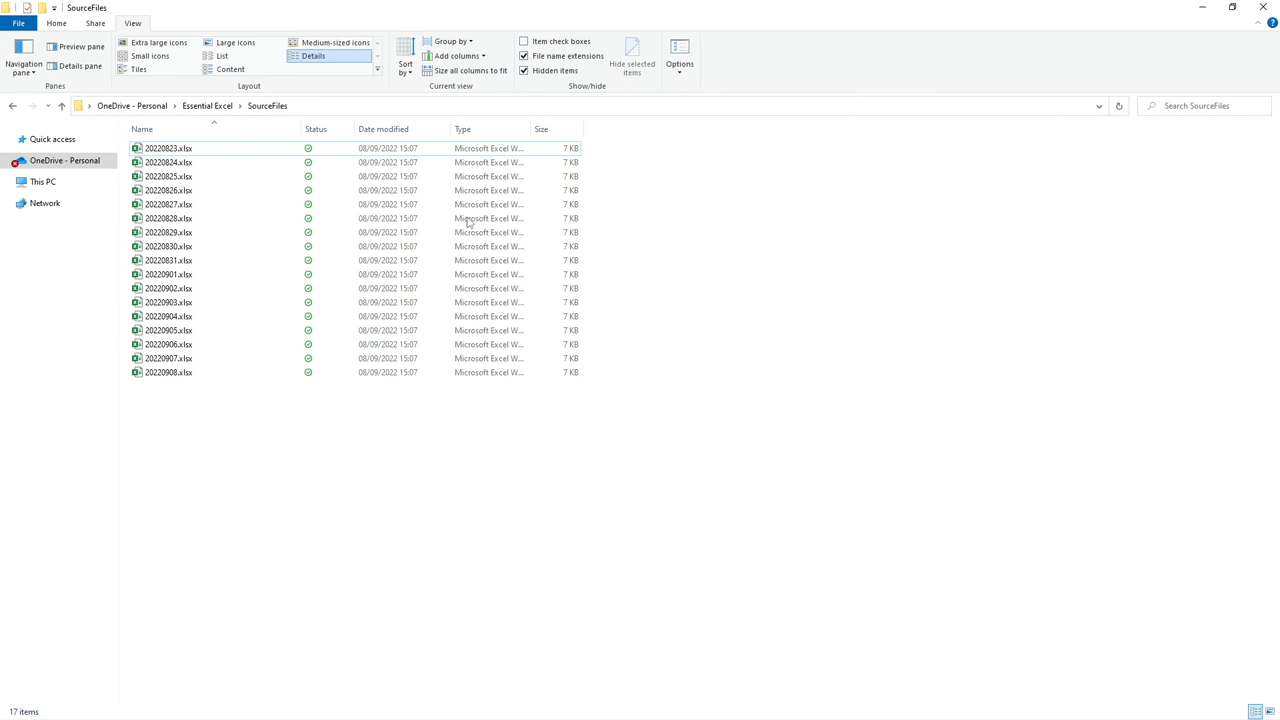 SourceFiles
File Home Share View
Navigation pane
Preview pane
Details pane
Panes
Extra large icons Large icons Medium-sized icons
Small icons List Details
Tiles Content
Layout
Sort by
Group by
Add columns
Size all columns to fit
Current view
Item check boxes
File name extensions
Hidden items
Hide selected items
Show/hide
Options
OneDrive - Personal Essential Excel SourceFiles
Search SourceFiles
Quick access
OneDrive - Personal
This PC
Network
Name Status Date modified Type Size
20220823.xlsx 08/09/2022 15:07 Microsoft Excel W... 7 KB
20220824.xlsx 08/09/2022 15:07 Microsoft Excel W... 7 KB
20220825.xlsx 08/09/2022 15:07 Microsoft Excel W... 7 KB
20220826.xlsx 08/09/2022 15:07 Microsoft Excel W... 7 KB
20220827.xlsx 08/09/2022 15:07 Microsoft Excel W... 7 KB
20220828.xlsx 08/09/2022 15:07 Microsoft Excel W... 7 KB
20220829.xlsx 08/09/2022 15:07 Microsoft Excel W... 7 KB
20220830.xlsx 08/09/2022 15:07 Microsoft Excel W... 7 KB
20220831.xlsx 08/09/2022 15:07 Microsoft Excel W... 7 KB
20220901.xlsx 08/09/2022 15:07 Microsoft Excel W... 7 KB
20220902.xlsx 08/09/2022 15:07 Microsoft Excel W... 7 KB
20220903.xlsx 08/09/2022 15:07 Microsoft Excel W... 7 KB
20220904.xlsx 08/09/2022 15:07 Microsoft Excel W... 7 KB
20220905.xlsx 08/09/2022 15:07 Microsoft Excel W... 7 KB
20220906.xlsx 08/09/2022 15:07 Microsoft Excel W... 7 KB
20220907.xlsx 08/09/2022 15:07 Microsoft Excel W... 7 KB
20220908.xlsx 08/09/2022 15:07 Microsoft Excel W... 7 KB
17 items